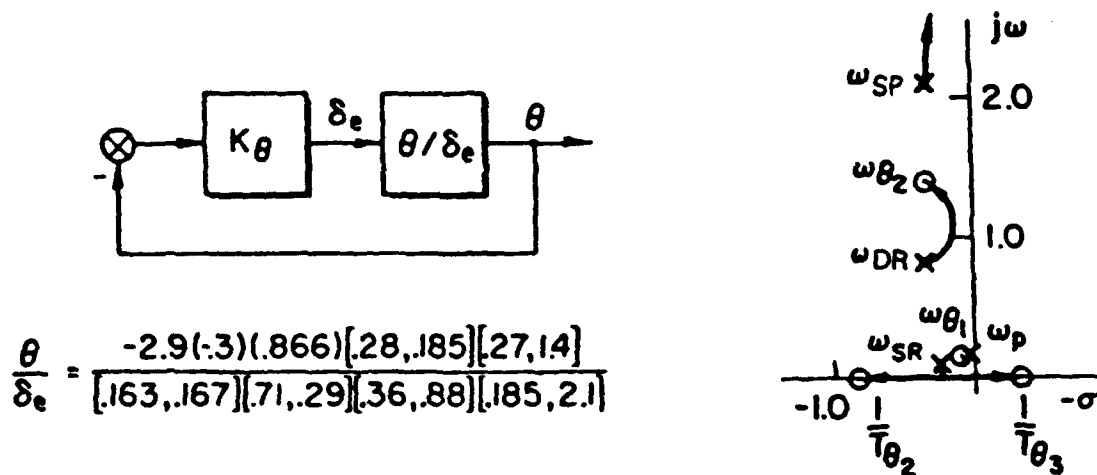 K_θ
δ_e
θ/δ_e
θ
-
θ/δ_e = -2.9(-.3)(.866)[.28,.185][.27,1.4] / [.163,.167][.71,.29][.36,.88][.185,2.1]
jω
ω_SP
2.0
ω_θ2
1.0
ω_DR
ω_θ1
ω_SR
ω_p
-1.0
1/T_θ2
1/T_θ3
-σ